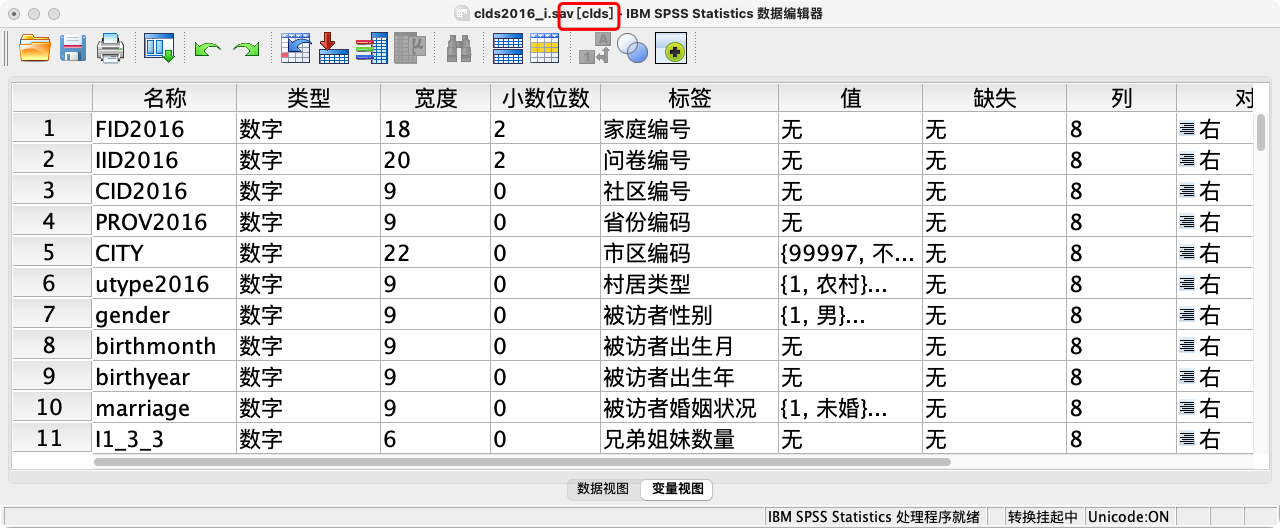 clds2016_i.sav [clds] - IBM SPSS Statistics 数据编辑器
名称 类型 宽度 小数位数 标签 值 缺失 列 对
1 FID2016 数字 18 2 家庭编号 无 无 8 右
2 IID2016 数字 20 2 问卷编号 无 无 8 右
3 CID2016 数字 9 0 社区编号 无 无 8 右
4 PROV2016 数字 9 0 省份编码 无 无 8 右
5 CITY 数字 22 0 市区编码 {99997, 不... 无 8 右
6 utype2016 数字 9 0 村居类型 {1, 农村}... 无 8 右
7 gender 数字 9 0 被访者性别 {1, 男}... 无 8 右
8 birthmonth 数字 9 0 被访者出生月 无 无 8 右
9 birthyear 数字 9 0 被访者出生年 无 无 8 右
10 marriage 数字 9 0 被访者婚姻状况 {1, 未婚}... 无 8 右
11 I1_3_3 数字 6 0 兄弟姐妹数量 无 无 8 右
数据视图 变量视图
IBM SPSS Statistics 处理程序就绪 转换挂起中 Unicode:ON